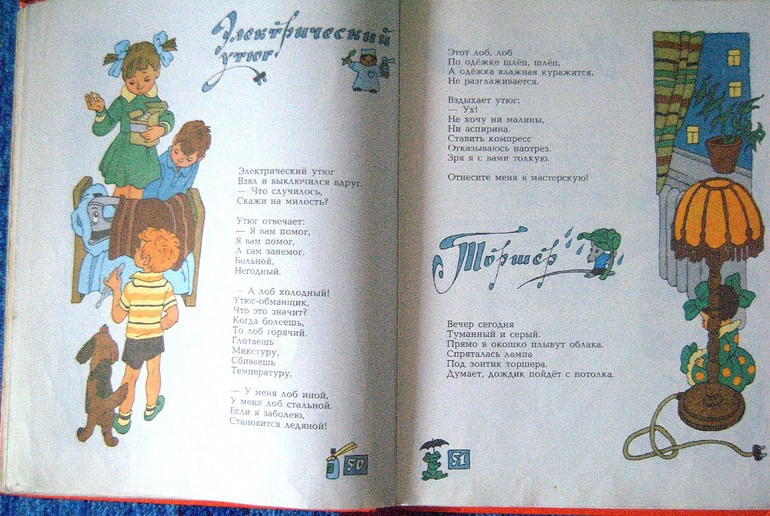 Электрический
утюг
Электрический утюг
Взял и выключился вдруг.
— Что случилось,
Скажи на милость?
Утюг отвечает:
— Я вам помог,
Я вам помог,
А сам занемог.
Больной,
Негодный.
— А лоб холодный!
Утюг-обманщик,
Что это значит?
Когда болеешь,
То лоб горячий.
Глотаешь
Микстуру,
Сбиваешь
Температуру.
— У меня лоб иной,
У меня лоб стальной.
Если я заболею,
Становится ледяной!
50
Этот лоб, лоб
По одёжке шлёп, шлёп,
А одёжка влажная куражится,
Не разглаживается.
Вздыхает утюг:
— Ух!
Не хочу ни малины,
Ни аспирина.
Ставить компресс
Отказываюсь наотрез.
Зря я с вами толкую.
Отнесите меня в мастерскую!
Торшер
Вечер сегодня
Туманный и серый.
Прямо в окошко плывут облака.
Спряталась лампа
Под зонтик торшера.
Думает, дождик пойдёт с потолка.
51